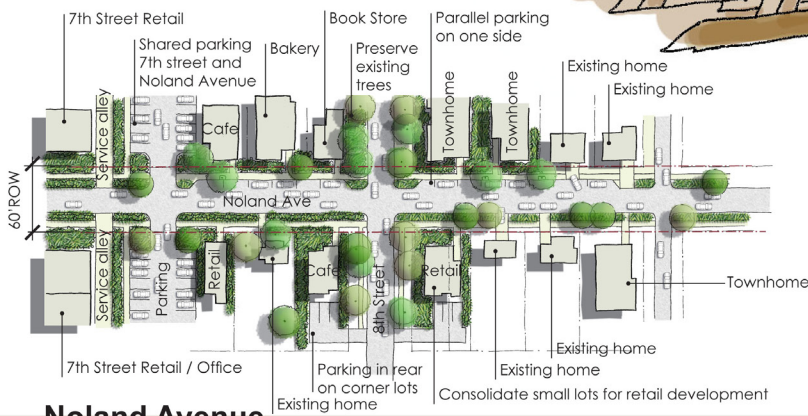 7th Street Retail
Shared parking
7th street and
Noland Avenue
Bakery
Book Store
Preserve
existing
trees
Parallel parking
on one side
Existing home
Existing home
Service alley
Cafe
Townhome
Townhome
60'ROW
Noland Ave
Service alley
Parking
Retail
Cafe
8th Street
Retail
Townhome
7th Street Retail / Office
Existing home
Parking in rear
on corner lots
Existing home
Existing home
Consolidate small lots for retail development
Noland Avenue